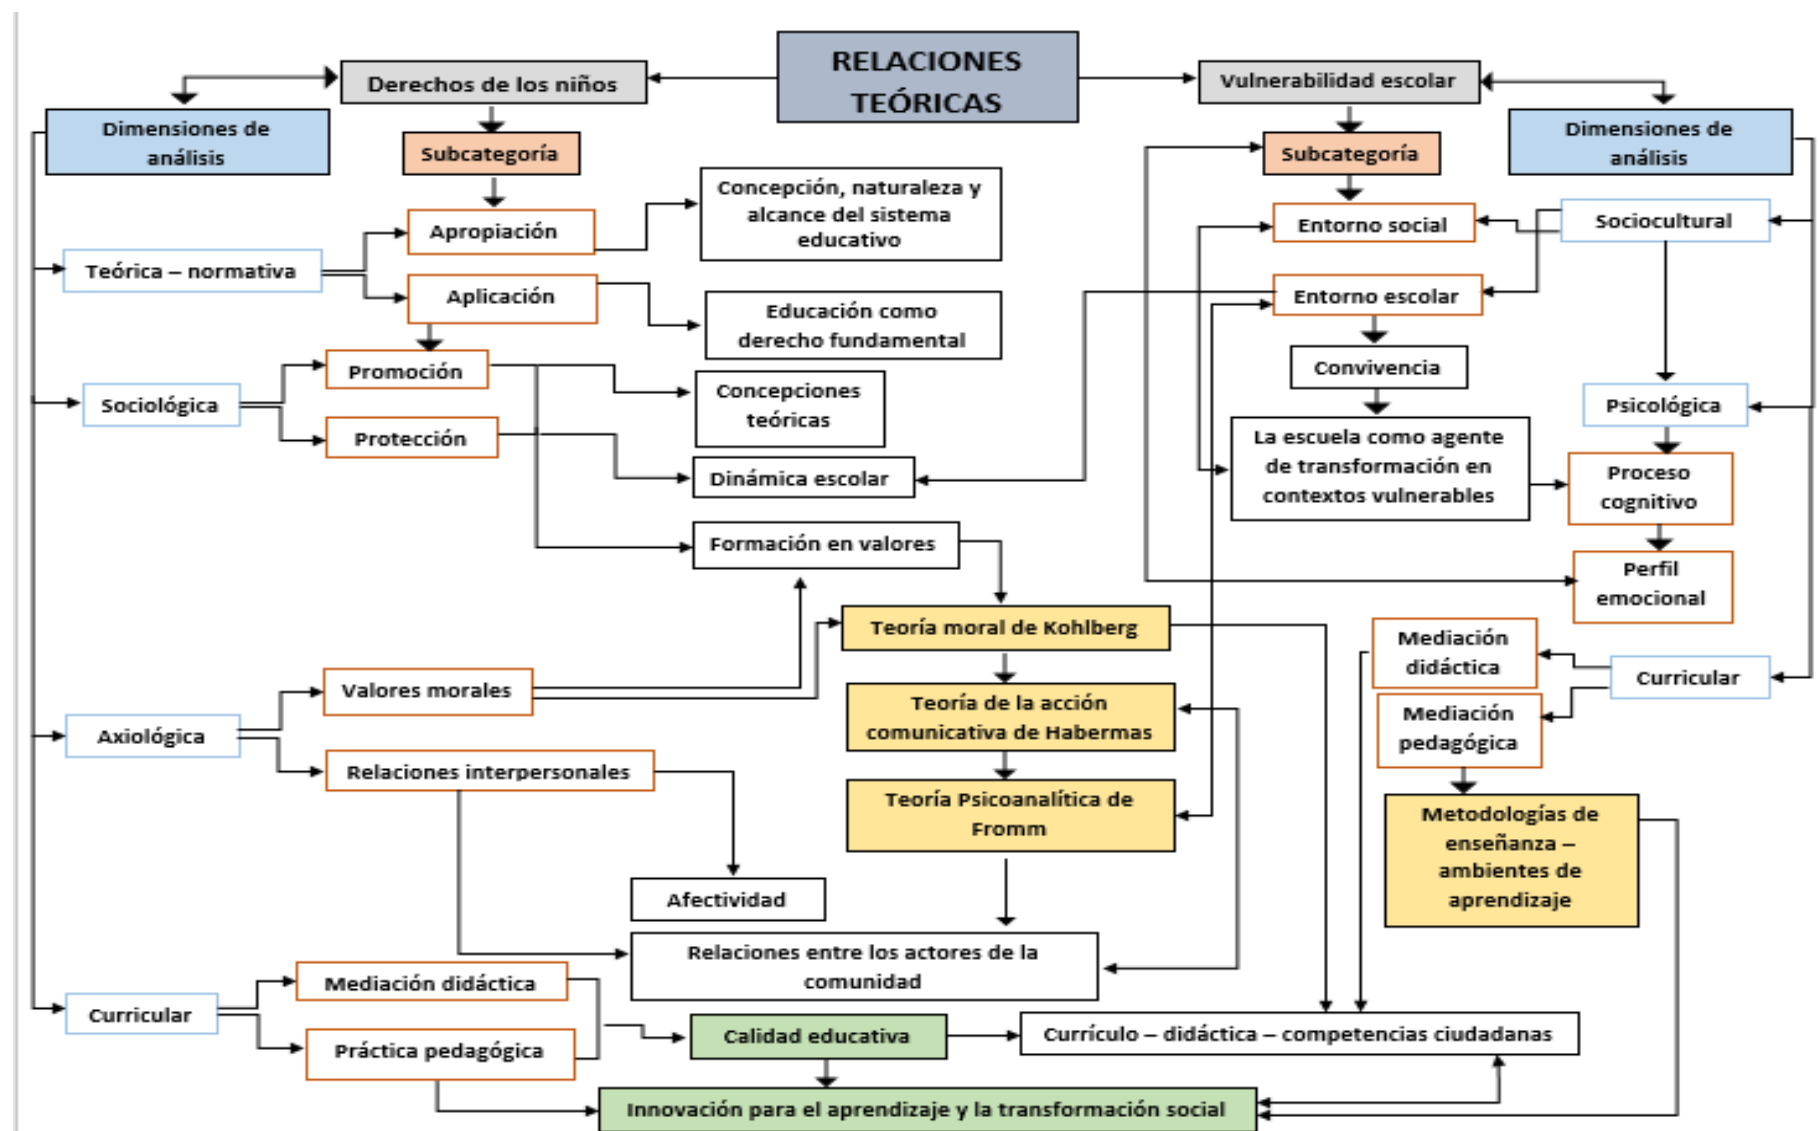 RELACIONES
TEÓRICAS
Derechos de los niños
Vulnerabilidad escolar
Dimensiones de
análisis
Subcategoría
Subcategoría
Dimensiones de
análisis
Concepción, naturaleza y
alcance del sistema
educativo
Apropiación
Entorno social
Sociocultural
Teórica – normativa
Aplicación
Entorno escolar
Educación como
derecho fundamental
Promoción
Convivencia
Sociológica
Concepciones
teóricas
Psicológica
Protección
La escuela como agente
de transformación en
contextos vulnerables
Dinámica escolar
Proceso
cognitivo
Formación en valores
Perfil
emocional
Teoría moral de Kohlberg
Mediación
didáctica
Valores morales
Curricular
Teoría de la acción
comunicativa de Habermas
Mediación
pedagógica
Axiológica
Relaciones interpersonales
Teoría Psicoanalítica de
Fromm
Metodologías de
enseñanza –
ambientes de
aprendizaje
Afectividad
Relaciones entre los actores de la
comunidad
Mediación didáctica
Curricular
Calidad educativa
Currículo – didáctica – competencias ciudadanas
Práctica pedagógica
Innovación para el aprendizaje y la transformación social